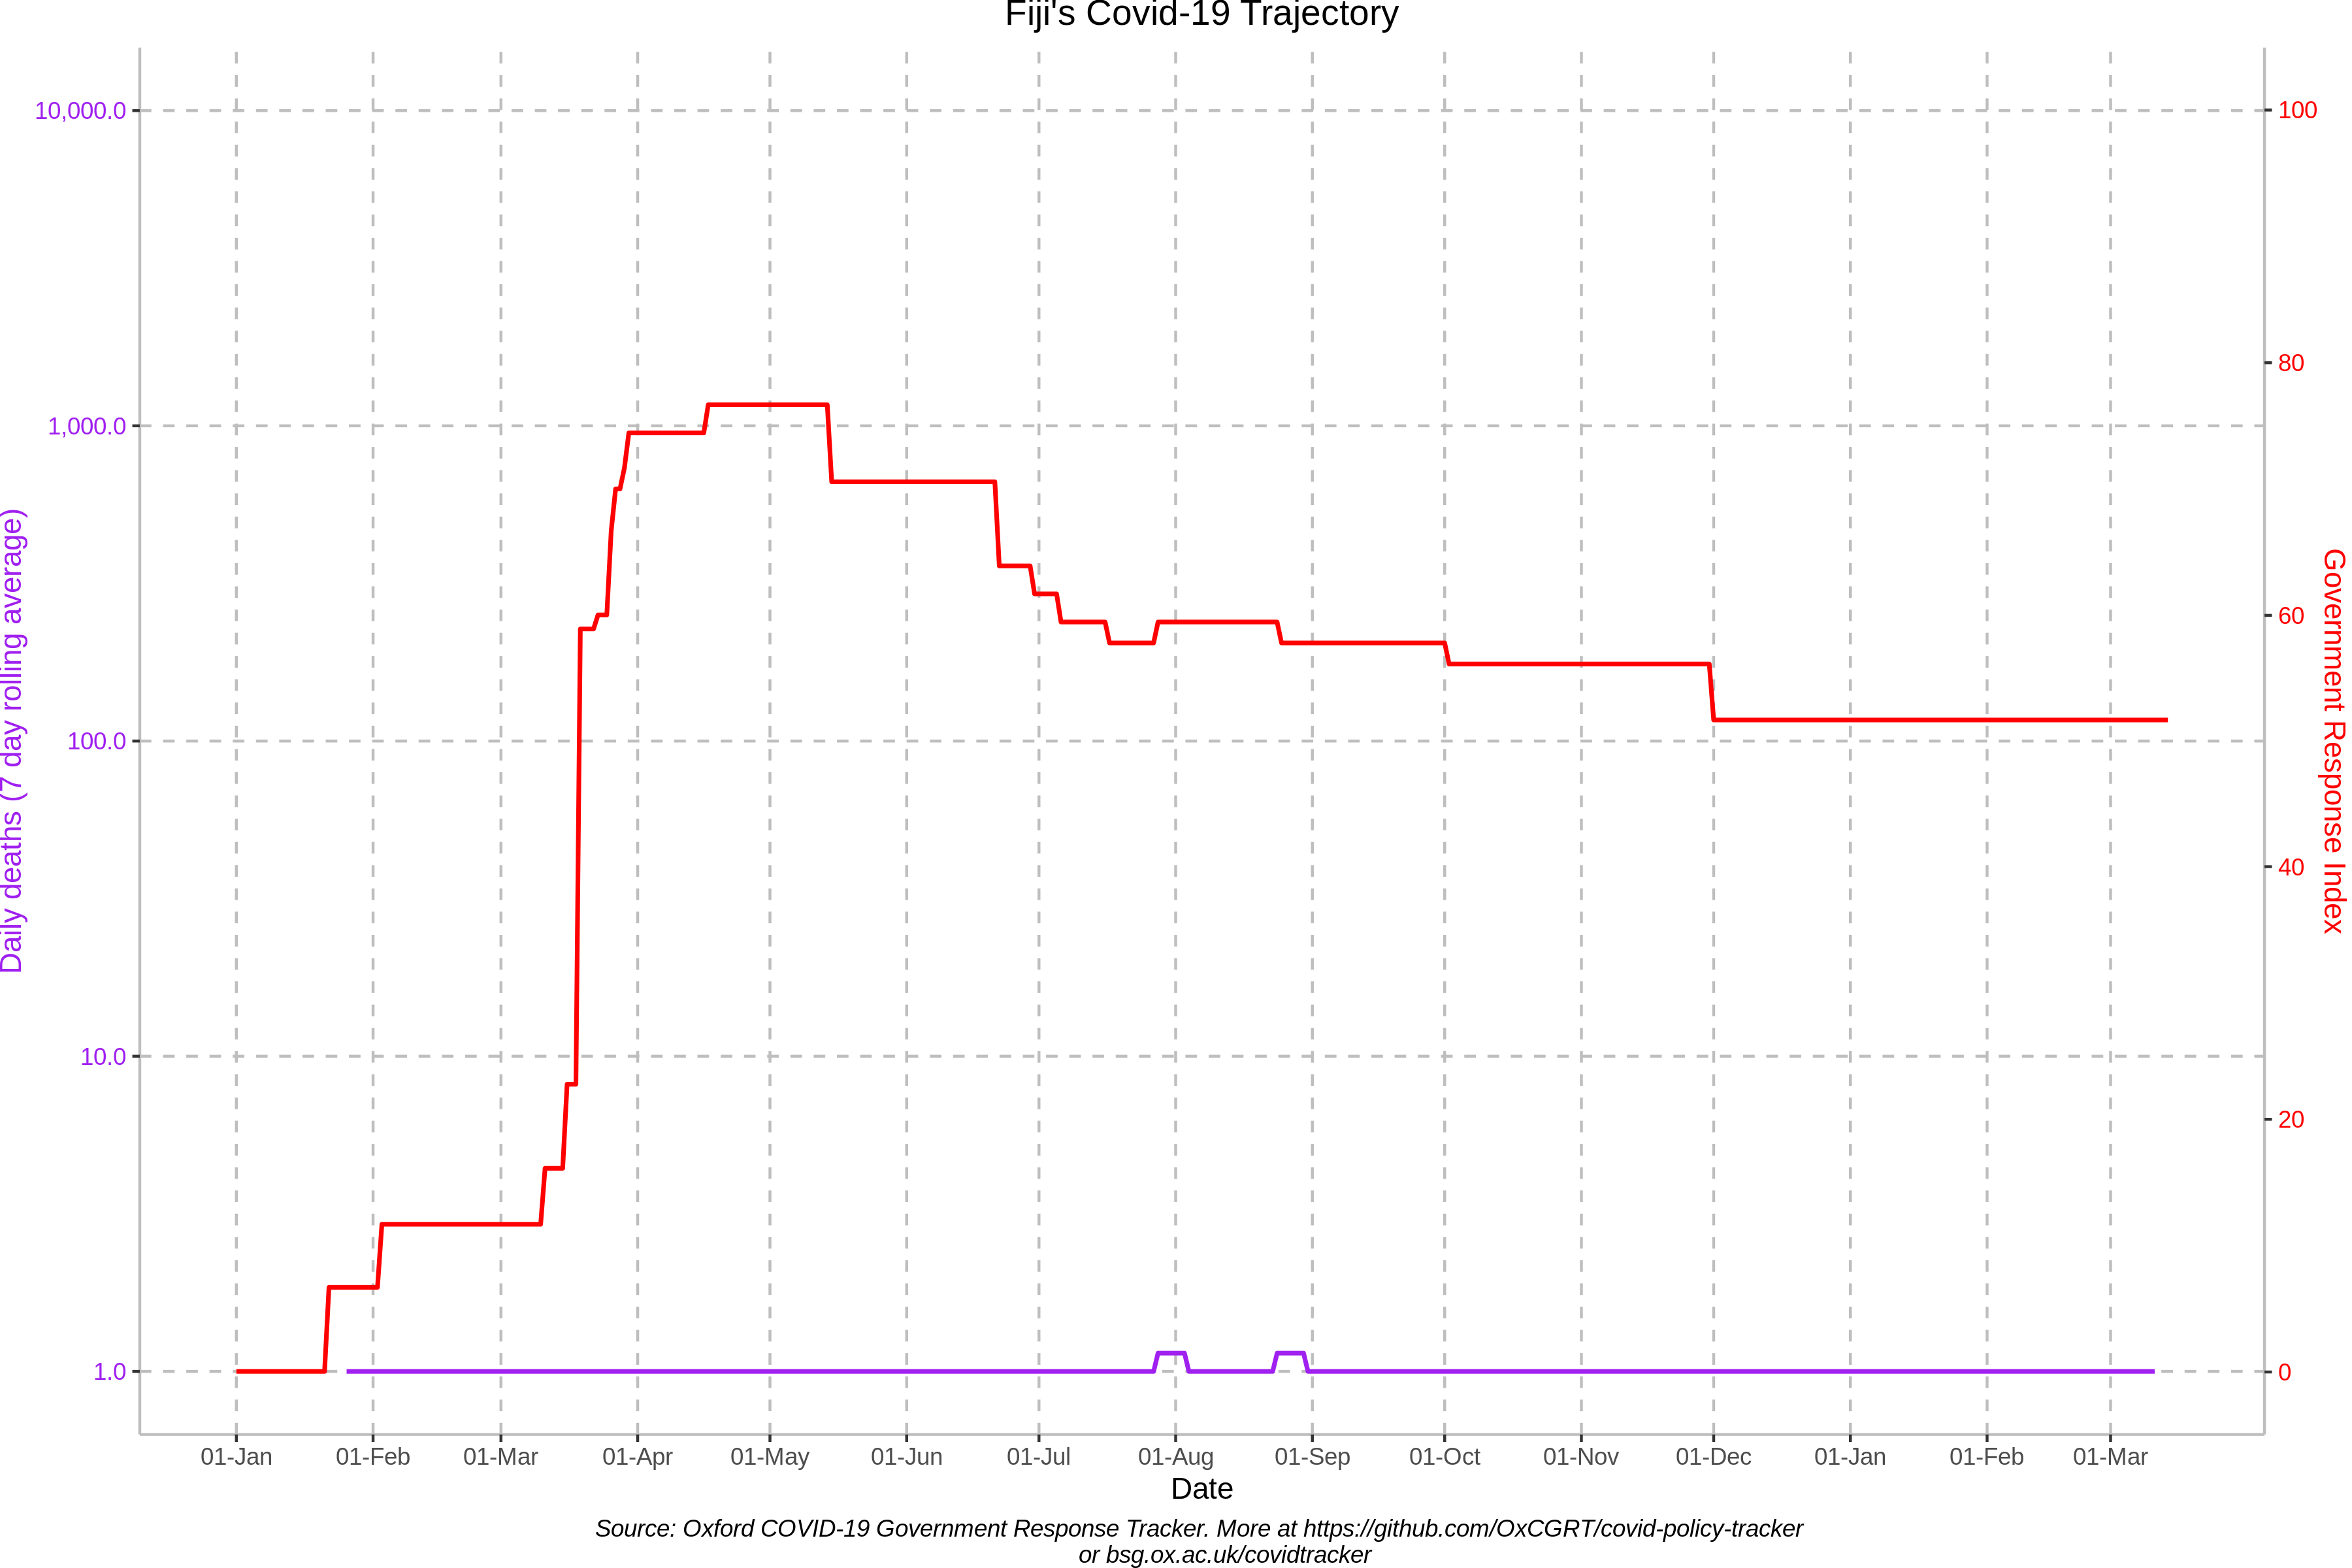 Fiji's Covid-19 Trajectory
10,000.0
1,000.0
100.0
10.0
1.0
Daily deaths (7 day rolling average)
100
80
60
40
20
0
Government Response Index
01-Jan 01-Feb 01-Mar 01-Apr 01-May 01-Jun 01-Jul 01-Aug 01-Sep 01-Oct 01-Nov 01-Dec 01-Jan 01-Feb 01-Mar
Date
Source: Oxford COVID-19 Government Response Tracker. More at https://github.com/OxCGRT/covid-policy-tracker
or bsg.ox.ac.uk/covidtracker